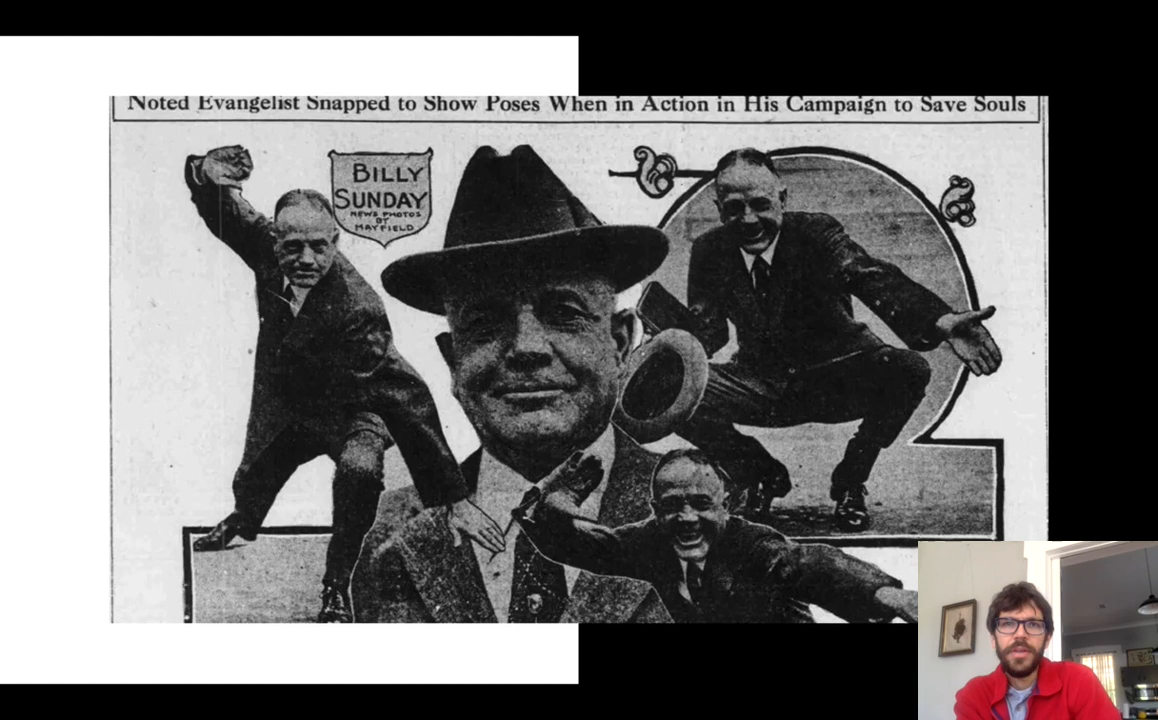 Noted Evangelist Snapped to Show Poses When in Action in His Campaign to Save Souls
BILLY
SUNDAY
NEWS PHOTOS
BY
MAYFIELD